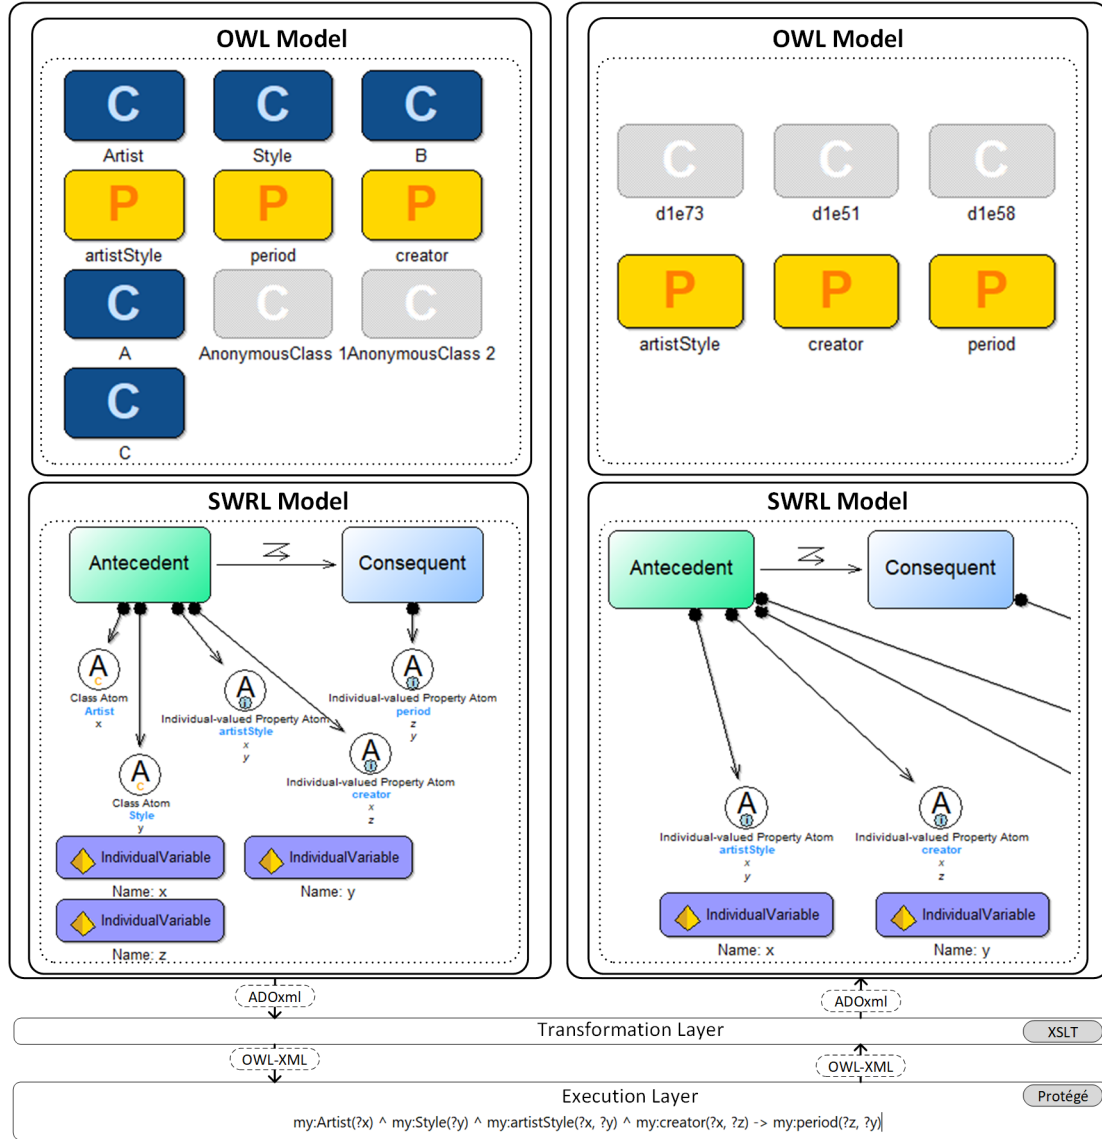 OWL Model
C C C
Artist Style B
P P P
artistStyle period creator
C C C
A AnonymousClass 1AnonymousClass 2
C
C
SWRL Model
Antecedent Consequent
A
C
Class Atom
Artist
x
A
i
Individual-valued Property Atom
artistStyle
x
y
A
i
Individual-valued Property Atom
period
z
y
A
C
Class Atom
Style
y
A
i
Individual-valued Property Atom
creator
x
z
IndividualVariable IndividualVariable
Name: x Name: y
IndividualVariable
Name: z
OWL Model
C C C
d1e73 d1e51 d1e58
P P P
artistStyle creator period
SWRL Model
Antecedent Consequent
A
i
Individual-valued Property Atom
artistStyle
x
y
A
i
Individual-valued Property Atom
creator
x
z
IndividualVariable IndividualVariable
Name: x Name: y
ADOxml ADOxml
Transformation Layer XSLT
OWL-XML OWL-XML
Execution Layer Protégé
my:Artist(?x) ^ my:Style(?y) ^ my:artistStyle(?x, ?y) ^ my:creator(?x, ?z) -> my:period(?z, ?y)